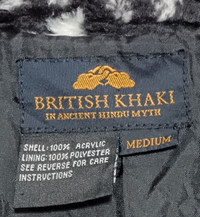 BRITISH KHAKI
IN ANCIENT HINDU MYTH
MEDIUM
SHELL: 100% ACRYLIC
LINING: 100% POLYESTER
SEE REVERSE FOR CARE
INSTRUCTIONS